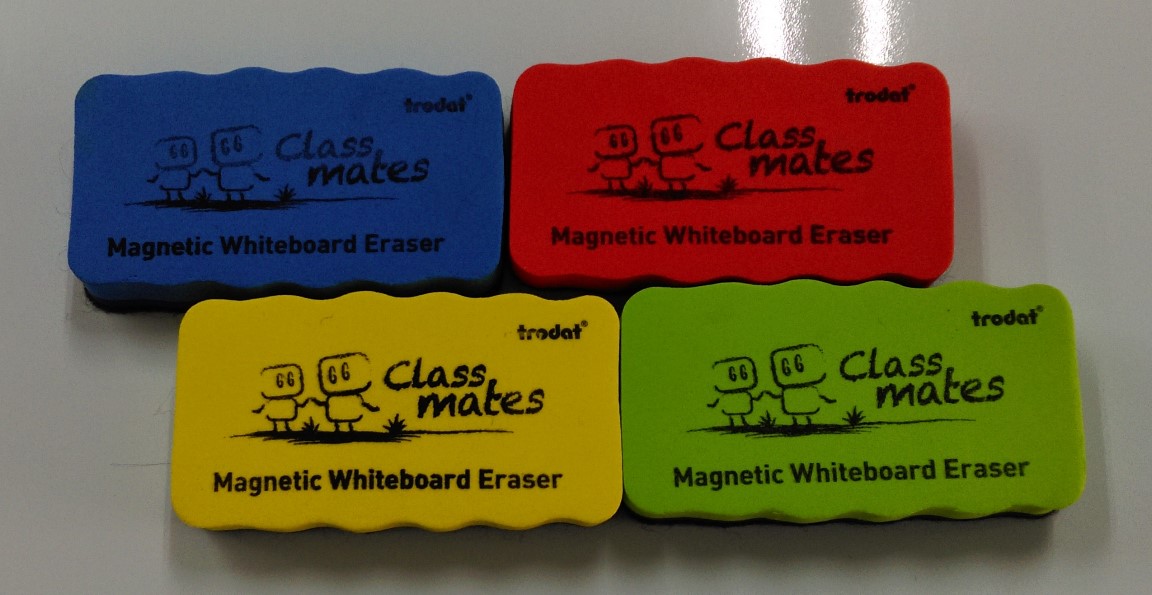 trodat®
Class
mates
Magnetic Whiteboard Eraser
trodat®
Class
mates
Magnetic Whiteboard Eraser
trodat®
Class
mates
Magnetic Whiteboard Eraser
trodat®
Class
mates
Magnetic Whiteboard Eraser